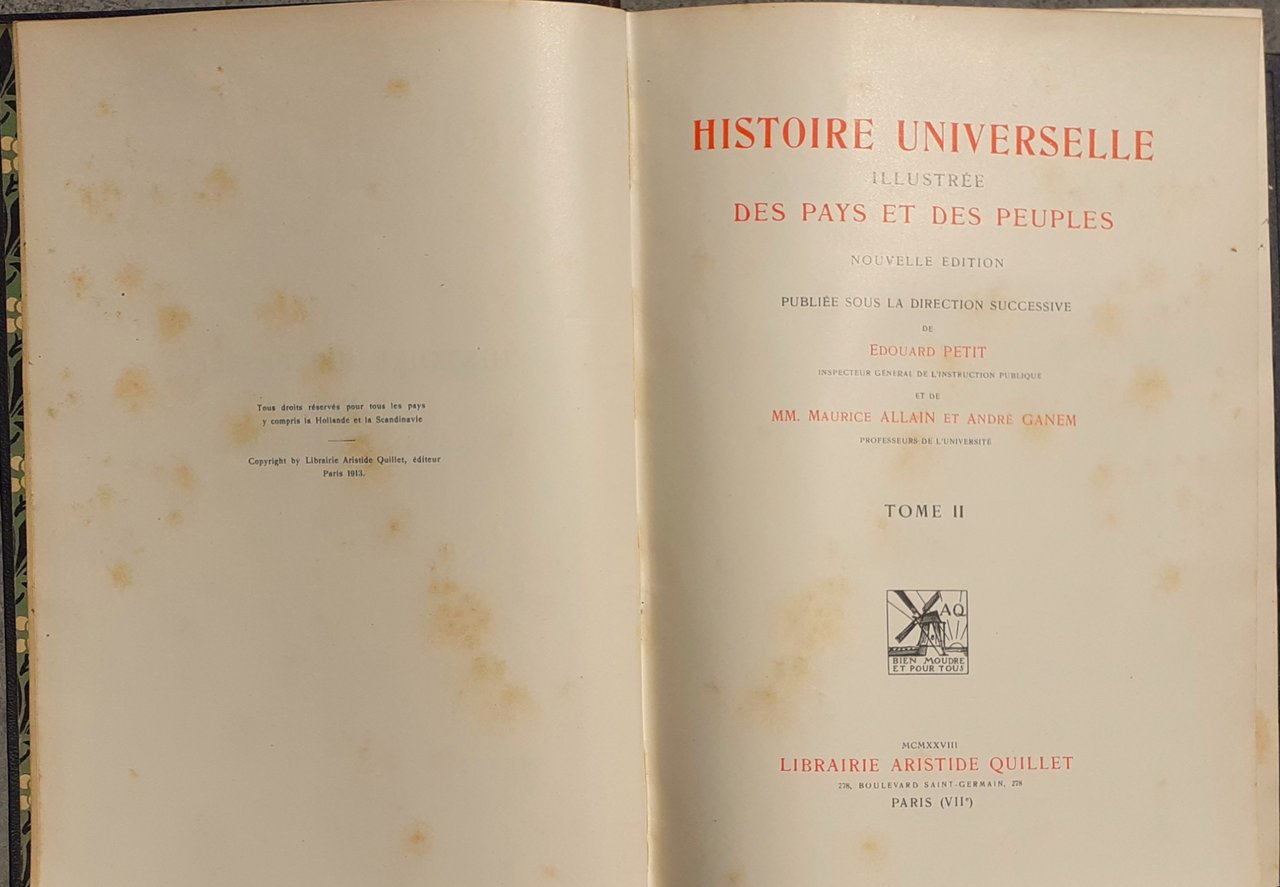 Tous droits réservés pour tous les pays
y compris la Hollande et la Scandinavie
Copyright by Librairie Aristide Quillet, éditeur
Paris 1913.
HISTOIRE UNIVERSELLE
ILLUSTRÉE
DES PAYS ET DES PEUPLES
NOUVELLE EDITION
PUBLIÉE SOUS LA DIRECTION SUCCESSIVE
DE
EDOUARD PETIT
INSPECTEUR GÉNÉRAL DE L'INSTRUCTION PUBLIQUE
ET DE
MM. MAURICE ALLAIN ET ANDRÉ GANEM
PROFESSEURS DE L'UNIVERSITÉ
TOME II
AQ
BIEN MOUDRE
ET POUR TOUS
MCMXXVIII
LIBRAIRIE ARISTIDE QUILLET
278, BOULEVARD SAINT-GERMAIN, 278
PARIS (VIIe)